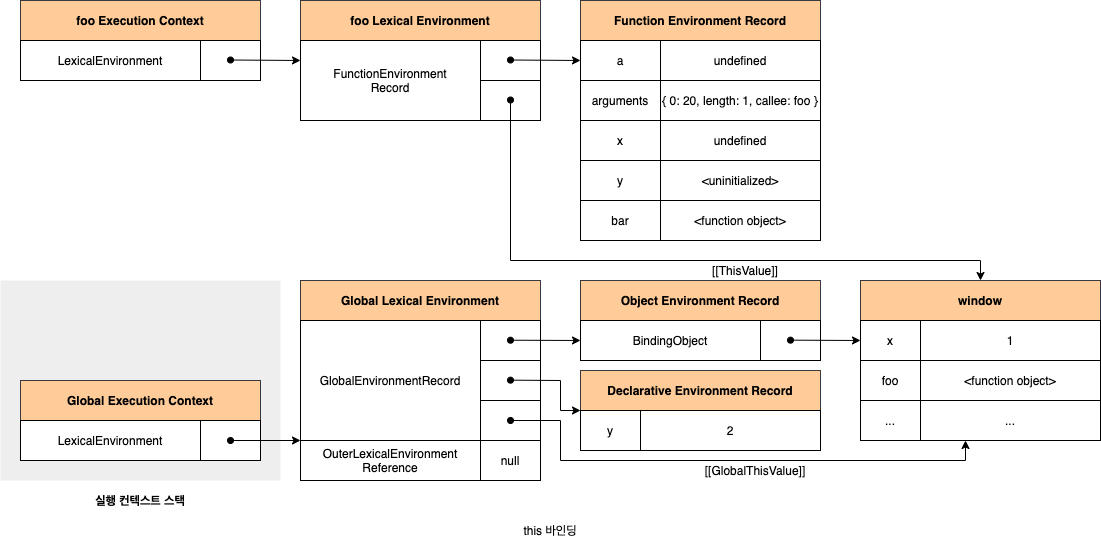 foo Execution Context
LexicalEnvironment
foo Lexical Environment
FunctionEnvironment
Record
Function Environment Record
a
undefined
arguments
{ 0: 20, length: 1, callee: foo }
x
undefined
y
<uninitialized>
bar
<function object>
[[ThisValue]]
Global Execution Context
LexicalEnvironment
실행 컨텍스트 스택
Global Lexical Environment
GlobalEnvironmentRecord
OuterLexicalEnvironment
Reference
null
Object Environment Record
BindingObject
Declarative Environment Record
y
2
[[GlobalThisValue]]
window
x
1
foo
<function object>
...
...
this 바인딩